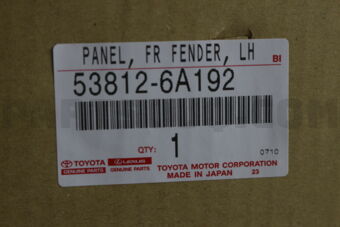 PANEL, FR FENDER, LH
BI
53812-6A192
QTY: 1
0710
TOYOTA LEXUS
GENUINE PARTS GENUINE PARTS
TOYOTA MOTOR CORPORATION
MADE IN JAPAN 23